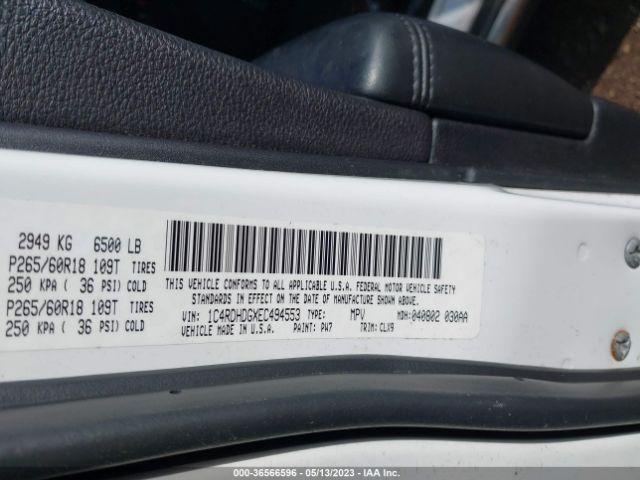 2949 KG 6500 LB
P265/60R18 109T TIRES
250 KPA ( 36 PSI) COLD
P265/60R18 109T TIRES
250 KPA ( 36 PSI) COLD
THIS VEHICLE CONFORMS TO ALL APPLICABLE U.S.A. FEDERAL MOTOR VEHICLE SAFETY
STANDARDS IN EFFECT ON THE DATE OF MANUFACTURE SHOWN ABOVE.
VIN: 1C4RDHDGXEC494553 TYPE: MPV MDH:040802 030AA
VEHICLE MADE IN U.S.A. PAINT: PW7 TRIM: CLX9
© - 36566596 - 05/13/2023 - IAA Inc.